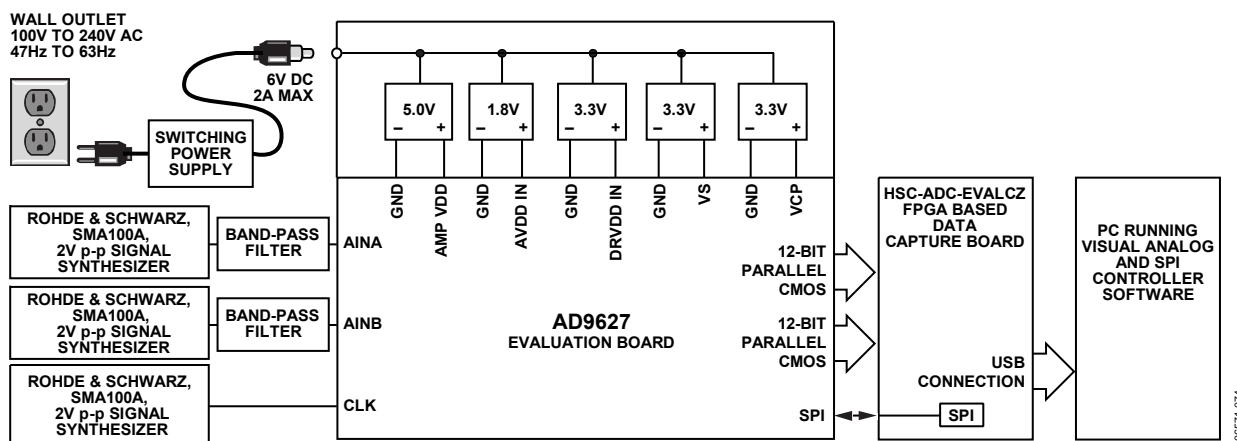 WALL OUTLET
100V TO 240V AC
47Hz TO 63Hz
6V DC
2A MAX
SWITCHING
POWER
SUPPLY
5.0V
– +
1.8V
– +
3.3V
– +
3.3V
– +
3.3V
– +
GND
AMP VDD
GND
AVDD IN
GND
DRVDD IN
GND
VS
GND
VCP
ROHDE & SCHWARZ,
SMA100A,
2V p-p SIGNAL
SYNTHESIZER
BAND-PASS
FILTER
AINA
ROHDE & SCHWARZ,
SMA100A,
2V p-p SIGNAL
SYNTHESIZER
BAND-PASS
FILTER
AINB
ROHDE & SCHWARZ,
SMA100A,
2V p-p SIGNAL
SYNTHESIZER
CLK
AD9627
EVALUATION BOARD
12-BIT
PARALLEL
CMOS
12-BIT
PARALLEL
CMOS
SPI
HSC-ADC-EVALCZ
FPGA BASED
DATA
CAPTURE BOARD
USB
CONNECTION
SPI
PC RUNNING
VISUAL ANALOG
AND SPI
CONTROLLER
SOFTWARE